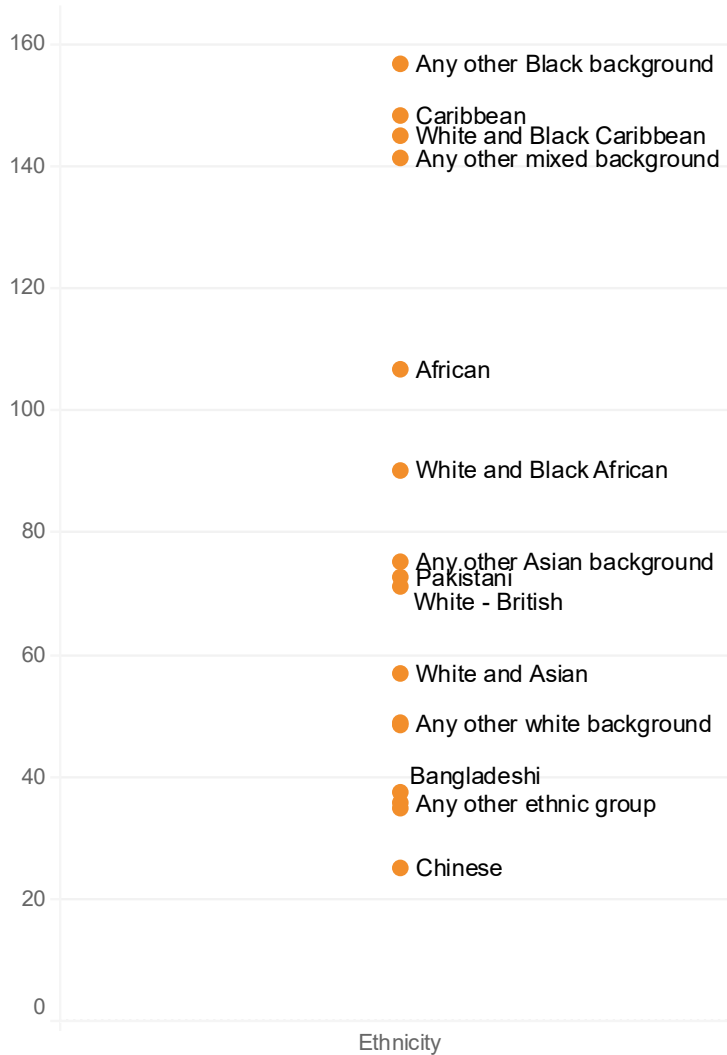 160
Any other Black background
Caribbean
White and Black Caribbean
140
Any other mixed background
120
African
100
White and Black African
80
Any other Asian background
Pakistani
White - British
60
White and Asian
Any other white background
40
Bangladeshi
Any other ethnic group
Chinese
20
0
Ethnicity